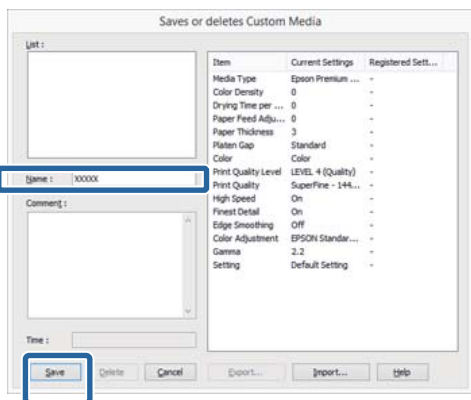 Saves or deletes Custom Media
List :
Item Current Settings Registered Sett...
Media Type Epson Premium ... -
Color Density 0 -
Drying Time per ... 0 -
Paper Feed Adju... 0 -
Paper Thickness 3 -
Platen Gap Standard -
Color Color -
Print Quality Level LEVEL 4 (Quality) -
Print Quality SuperFine - 144... -
High Speed On -
Finest Detail On -
Edge Smoothing Off -
Color Adjustment EPSON Standar... -
Gamma 2.2 -
Setting Default Setting -
Name : XXXXX
Comment :
Time :
Save Delete Cancel Export... Import... Help